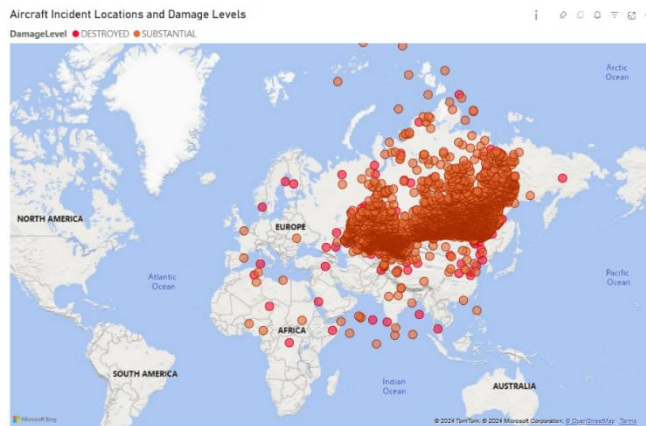 Aircraft Incident Locations and Damage Levels
DamageLevel DESTROYED SUBSTANTIAL
Arctic
Ocean
NORTH AMERICA
EUROPE
Atlantic
Ocean
Pacific
Ocean
AFRICA
SOUTH AMERICA
Indian
Ocean
AUSTRALIA
Microsoft Bing
© 2024 TomTom, © 2024 Microsoft Corporation, © OpenStreetMap Terms